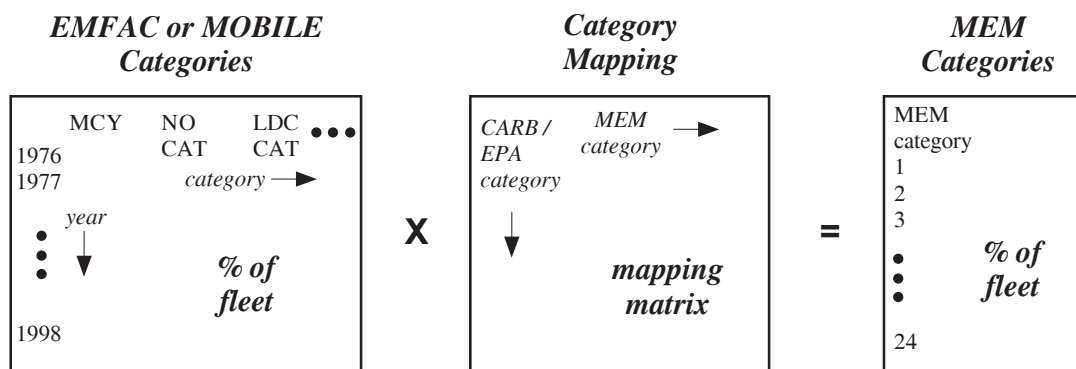 EMFAC or MOBILE
Categories
Category
Mapping
MEM
Categories
MCY NO LDC
CAT CAT
1976
1977
category
year
% of
fleet
1998
X
CARB /
EPA
category
MEM
category
mapping
matrix
=
MEM
category
1
2
3
% of
fleet
24